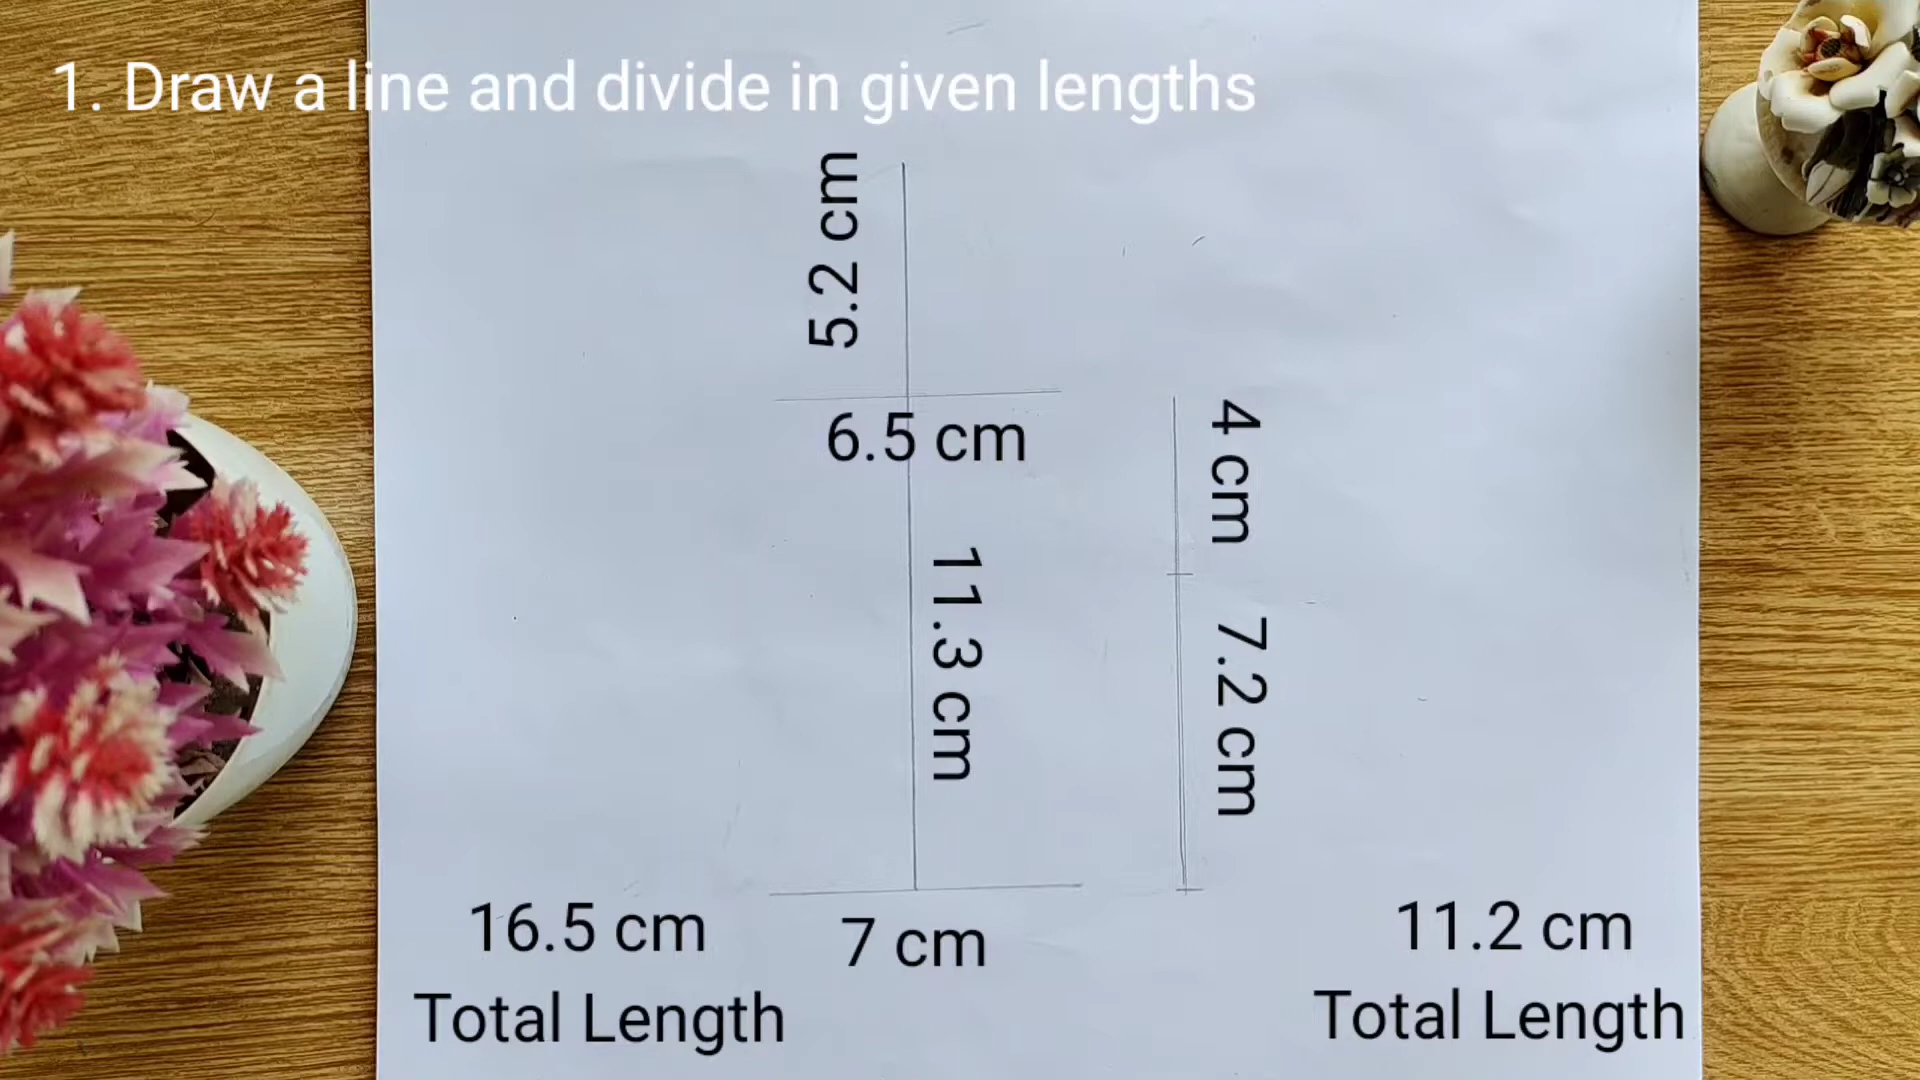 1. Draw a line and divide in given lengths
5.2 cm
6.5 cm
4 cm
11.3 cm
7.2 cm
16.5 cm
Total Length
7 cm
11.2 cm
Total Length